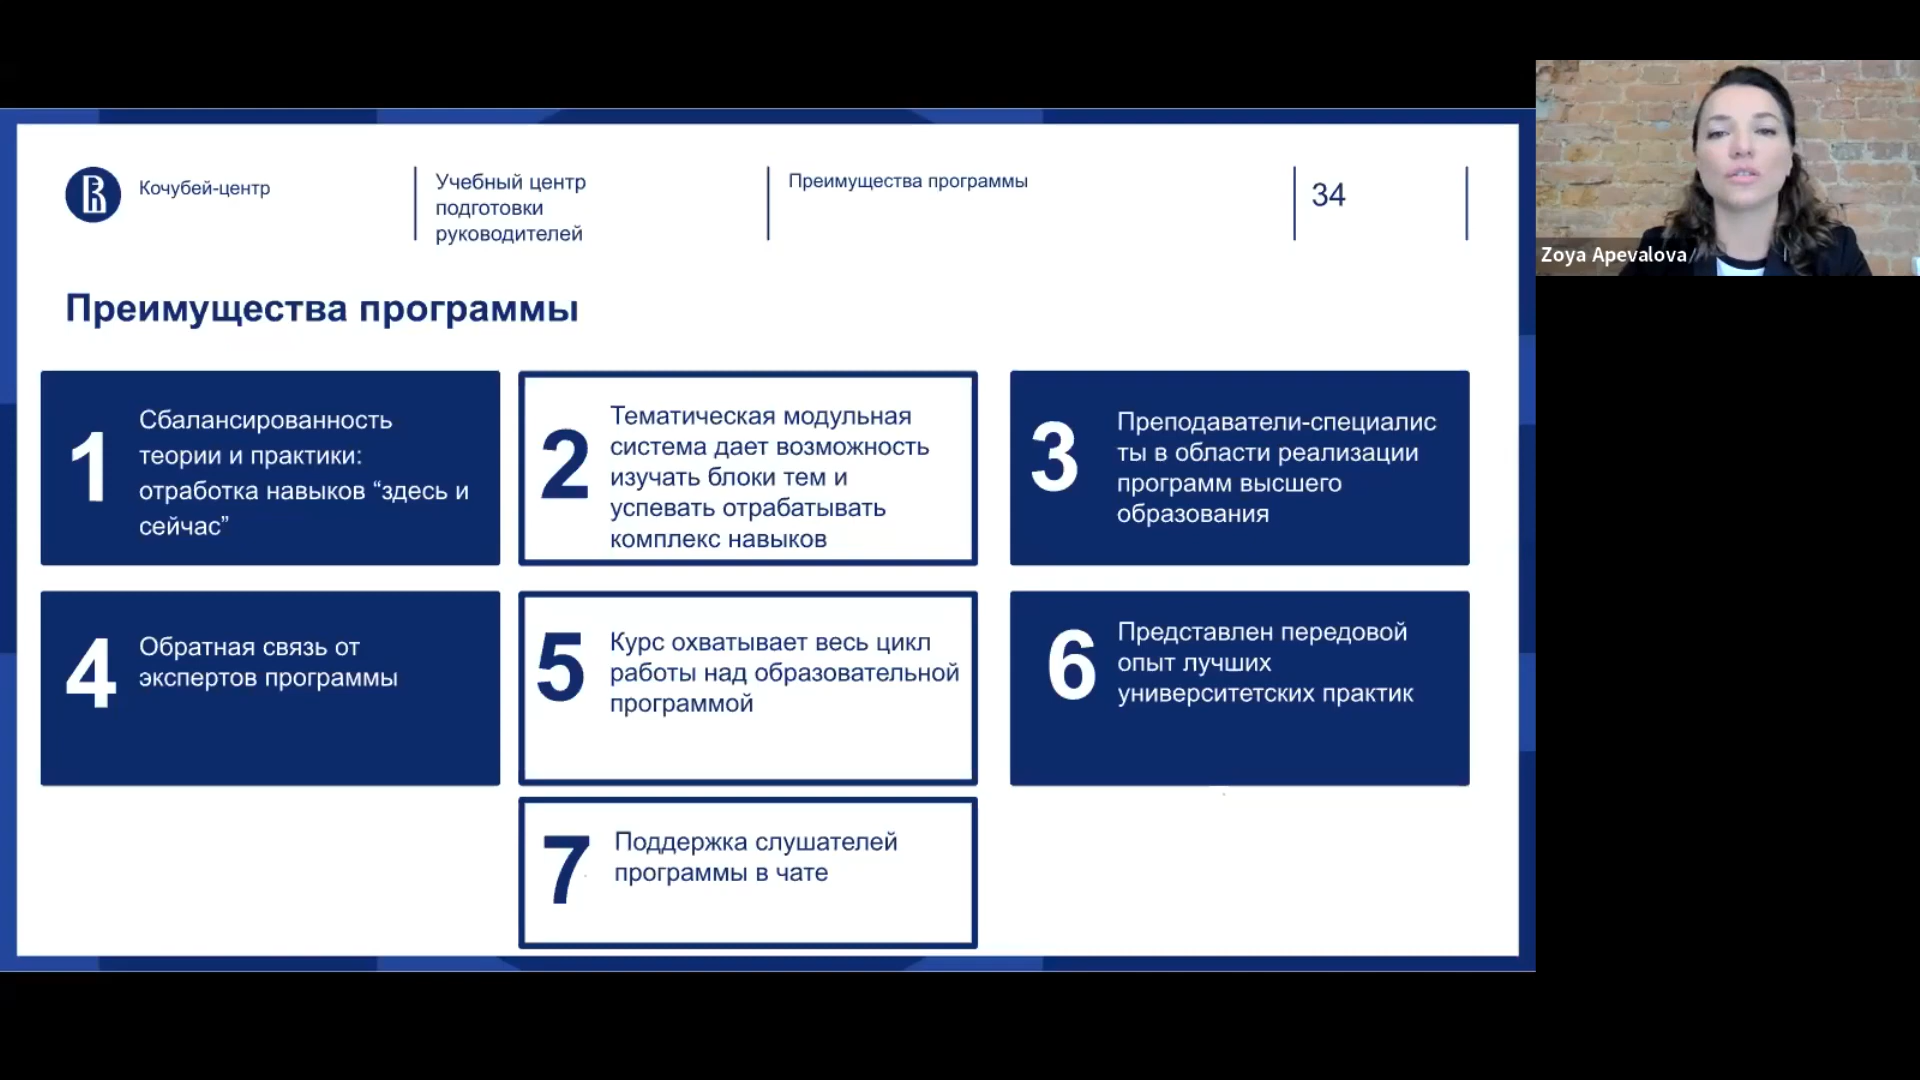 Кочубей-центр
Учебный центр
подготовки
руководителей
Преимущества программы
34
Преимущества программы
1
Сбалансированность
теории и практики:
отработка навыков “здесь и
сейчас”
2
Тематическая модульная
система дает возможность
изучать блоки тем и
успевать отрабатывать
комплекс навыков
3
Преподаватели-специалис
ты в области реализации
программ высшего
образования
4
Обратная связь от
экспертов программы
5
Курс охватывает весь цикл
работы над образовательной
программой
6
Представлен передовой
опыт лучших
университетских практик
7
Поддержка слушателей
программы в чате
Zoya Apevalova